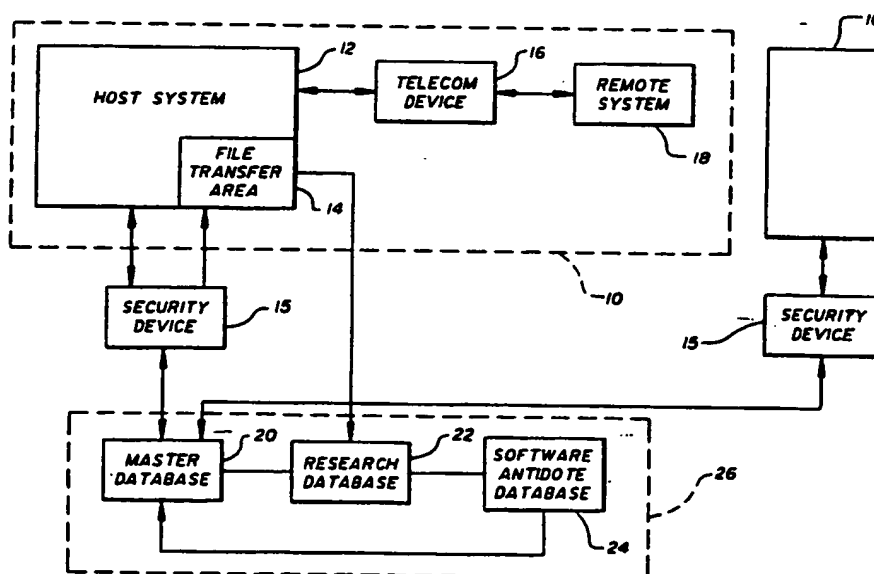 12
HOST SYSTEM
TELECOM
DEVICE
16
REMOTE
SYSTEM
18
FILE
TRANSFER
AREA
14
10
SECURITY
DEVICE
15
SECURITY
DEVICE
15
MASTER
DATABASE
20
RESEARCH
DATABASE
22
SOFTWARE
ANTIDOTE
DATABASE
24
26